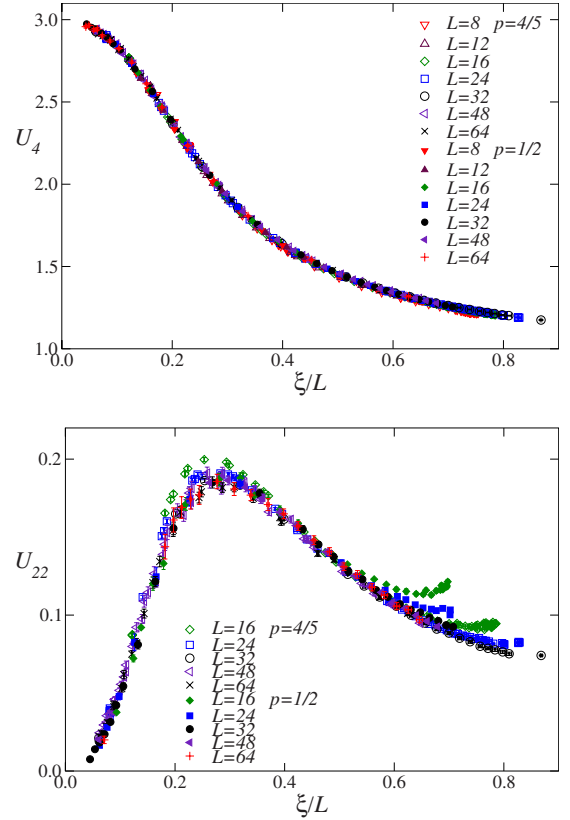 3.0
2.5
2.0
1.5
1.0
U4
0.0 0.2 0.4 0.6 0.8
ξ/L
L=8 p=4/5
L=12
L=16
L=24
L=32
L=48
L=64
L=8 p=1/2
L=12
L=16
L=24
L=32
L=48
L=64
0.2
0.1
0.0
U22
0.0 0.2 0.4 0.6 0.8
ξ/L
L=16 p=4/5
L=24
L=32
L=48
L=64
L=16 p=1/2
L=24
L=32
L=48
L=64